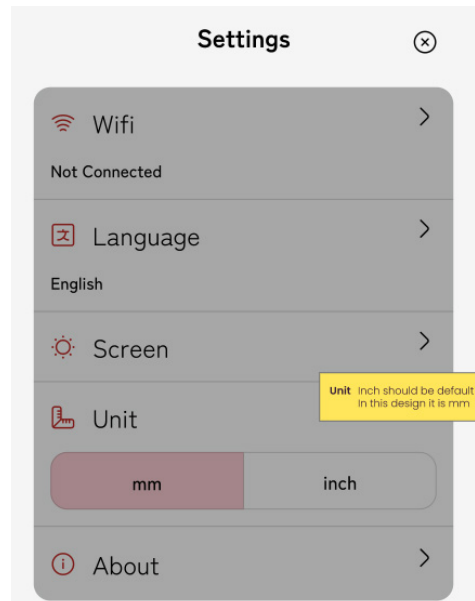 Settings
Wifi
Not Connected
Language
English
Screen
Unit Inch should be default
In this design it is mm
Unit
mm inch
About